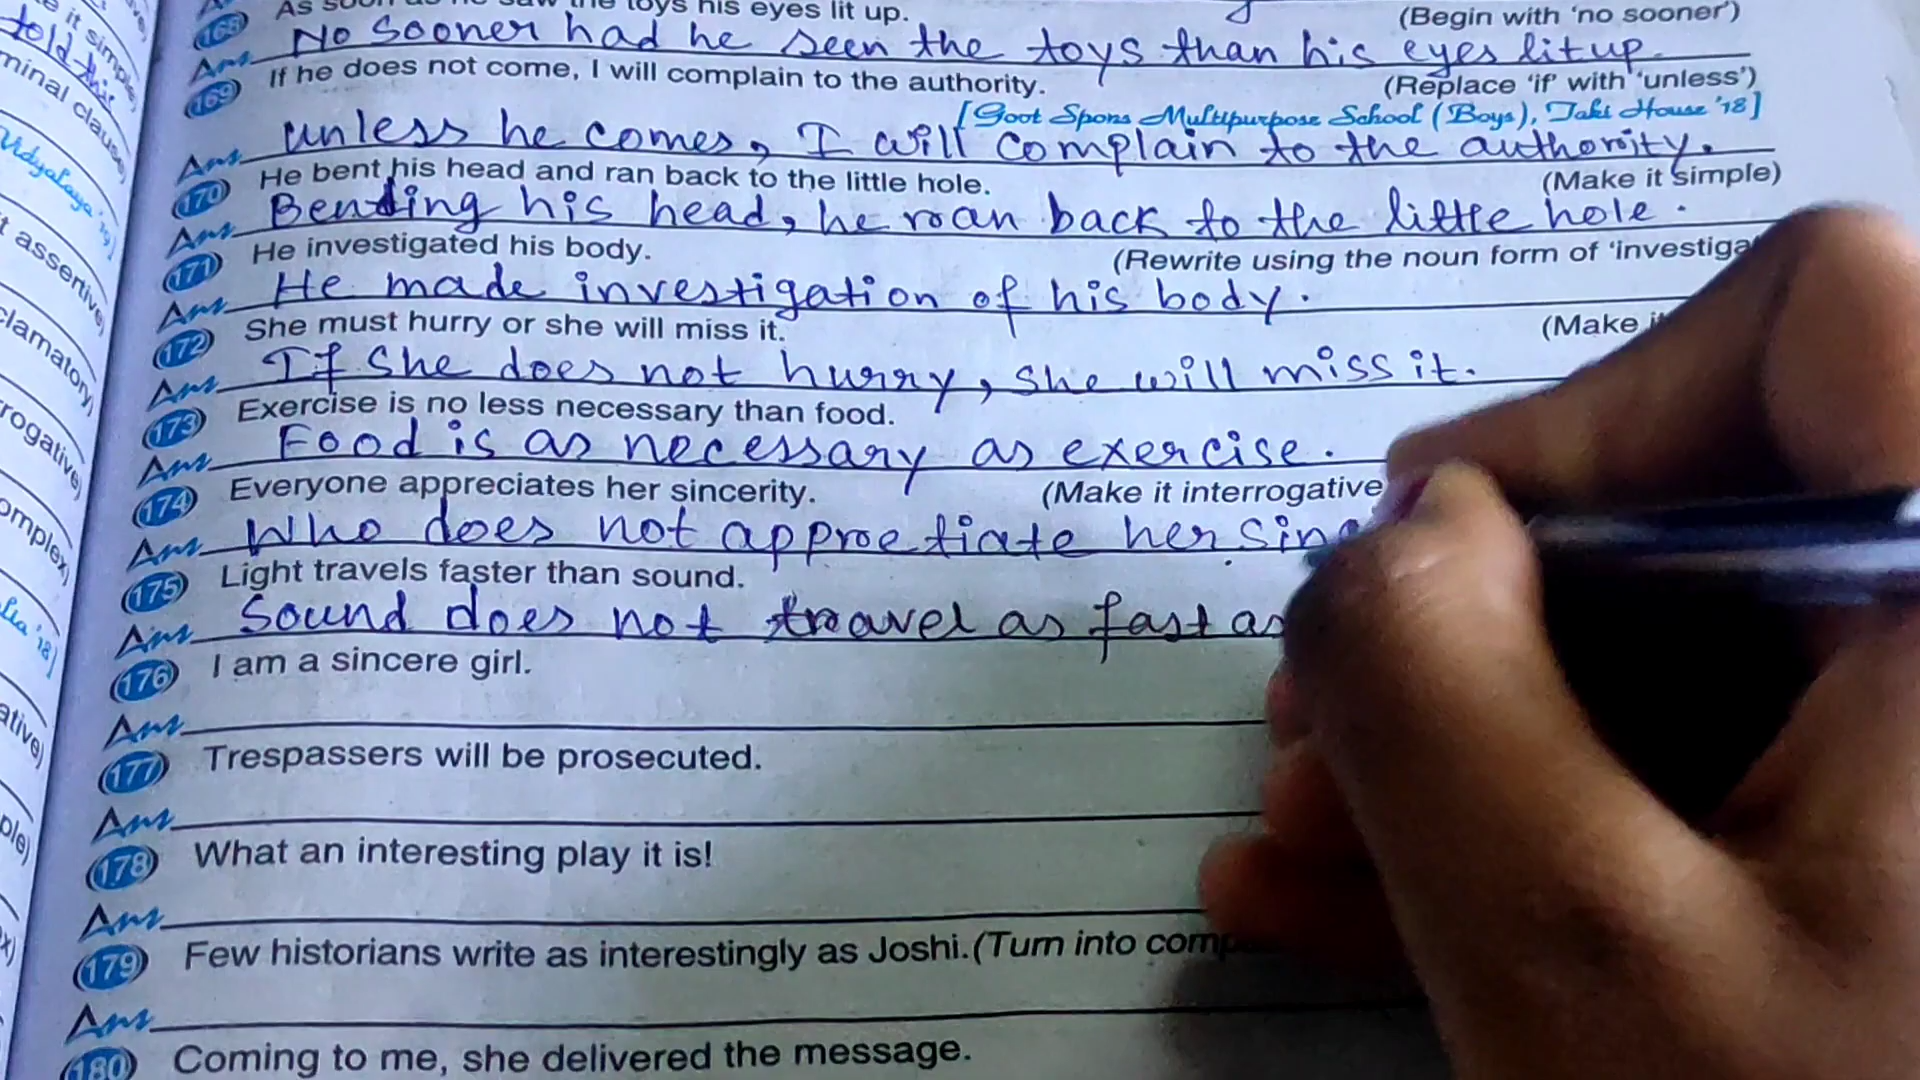 told this
it simple)
168 As soon as he saw the toys his eyes lit up. (Begin with 'no sooner')
Ans No sooner had he seen the toys than his eyes lit up.
minal clause)
169 If he does not come, I will complain to the authority. (Replace 'if' with 'unless')
[Goot Spons Multipurpose School (Boys), Taki House '18]
Ans unless he comes, I will complain to the authority.
Vidyalaya '19]
170 He bent his head and ran back to the little hole. (Make it simple)
Ans Bending his head, he ran back to the little hole.
t assertive)
171 He investigated his body. (Rewrite using the noun form of 'investiga
Ans He made investigation of his body.
clamatory)
172 She must hurry or she will miss it. (Make it
Ans If she does not hurry, she will miss it.
rrogative)
173 Exercise is no less necessary than food.
Ans Food is as necessary as exercise.
omplex)
174 Everyone appreciates her sincerity. (Make it interrogative
Ans Who does not appretiate her sin
175 Light travels faster than sound.
Ans Sound does not travel as fast as
lia '18]
176 I am a sincere girl.
Ans
ative)
177 Trespassers will be prosecuted.
Ans
ple)
178 What an interesting play it is!
Ans
x)
179 Few historians write as interestingly as Joshi. (Turn into comp
Ans
180 Coming to me, she delivered the message.